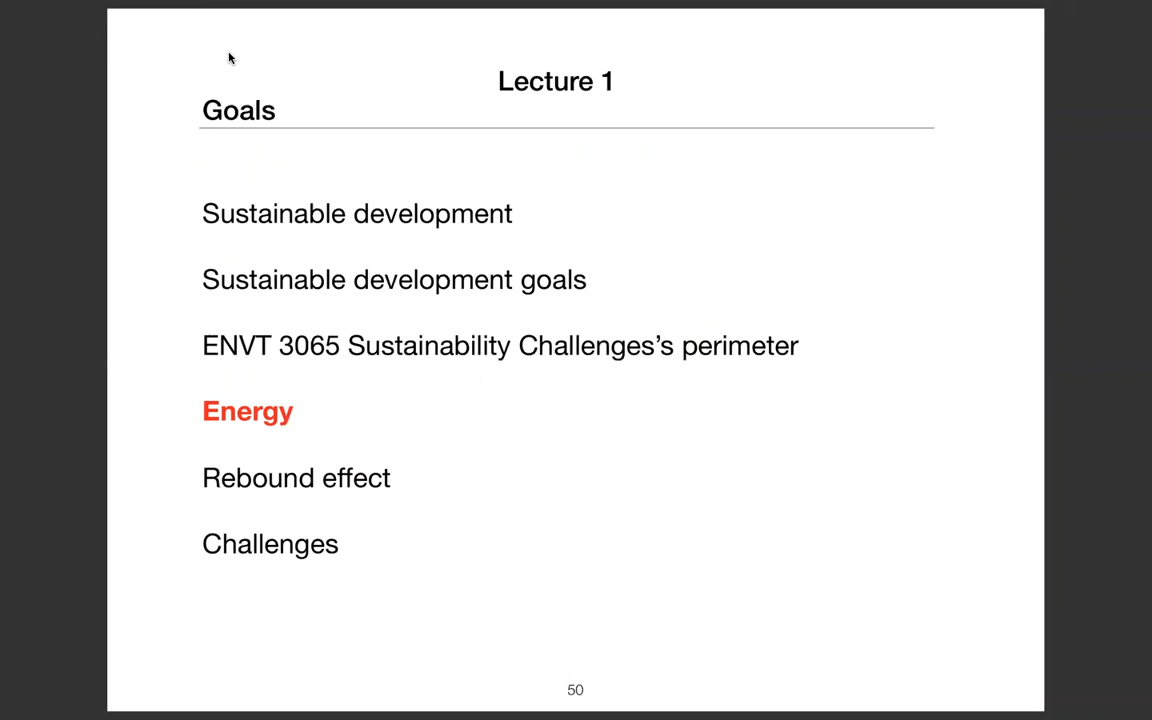 Lecture 1
Goals
Sustainable development
Sustainable development goals
ENVT 3065 Sustainability Challenges’s perimeter
Energy
Rebound effect
Challenges
50